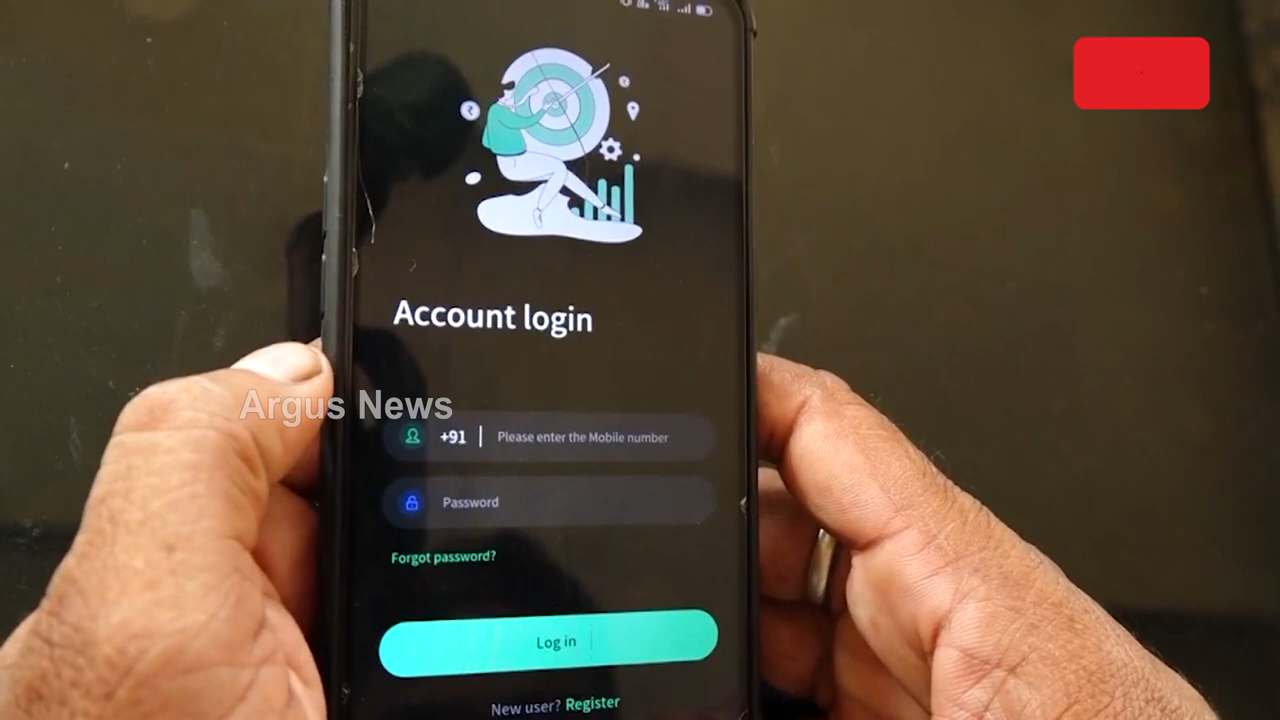 Account login
Argus News
+91 Please enter the Mobile number
Password
Forgot password?
Log in
New user? Register